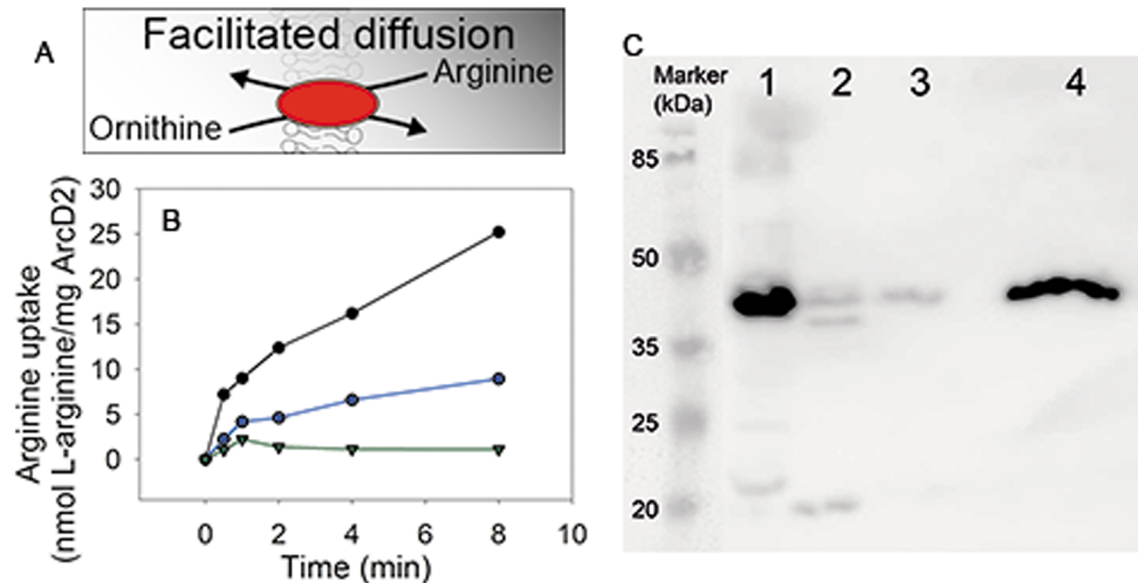 A
Facilitated diffusion
Arginine
Ornithine
B
Arginine uptake
(nmol L-arginine/mg ArcD2)
30
25
20
15
10
5
0
0 2 4 6 8 10
Time (min)
C
Marker
(kDa)
1 2 3 4
85
50
35
25
20